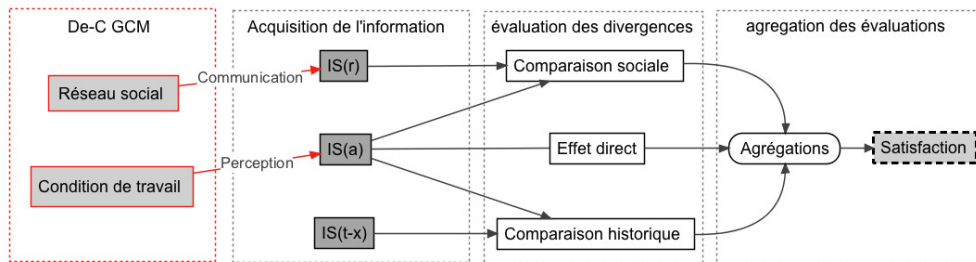 De-C GCM
Acquisition de l'information
évaluation des divergences
agregation des évaluations
Réseau social
Communication
IS(r)
Comparaison sociale
Condition de travail
Perception
IS(a)
Effet direct
Agrégations
Satisfaction
IS(t-x)
Comparaison historique